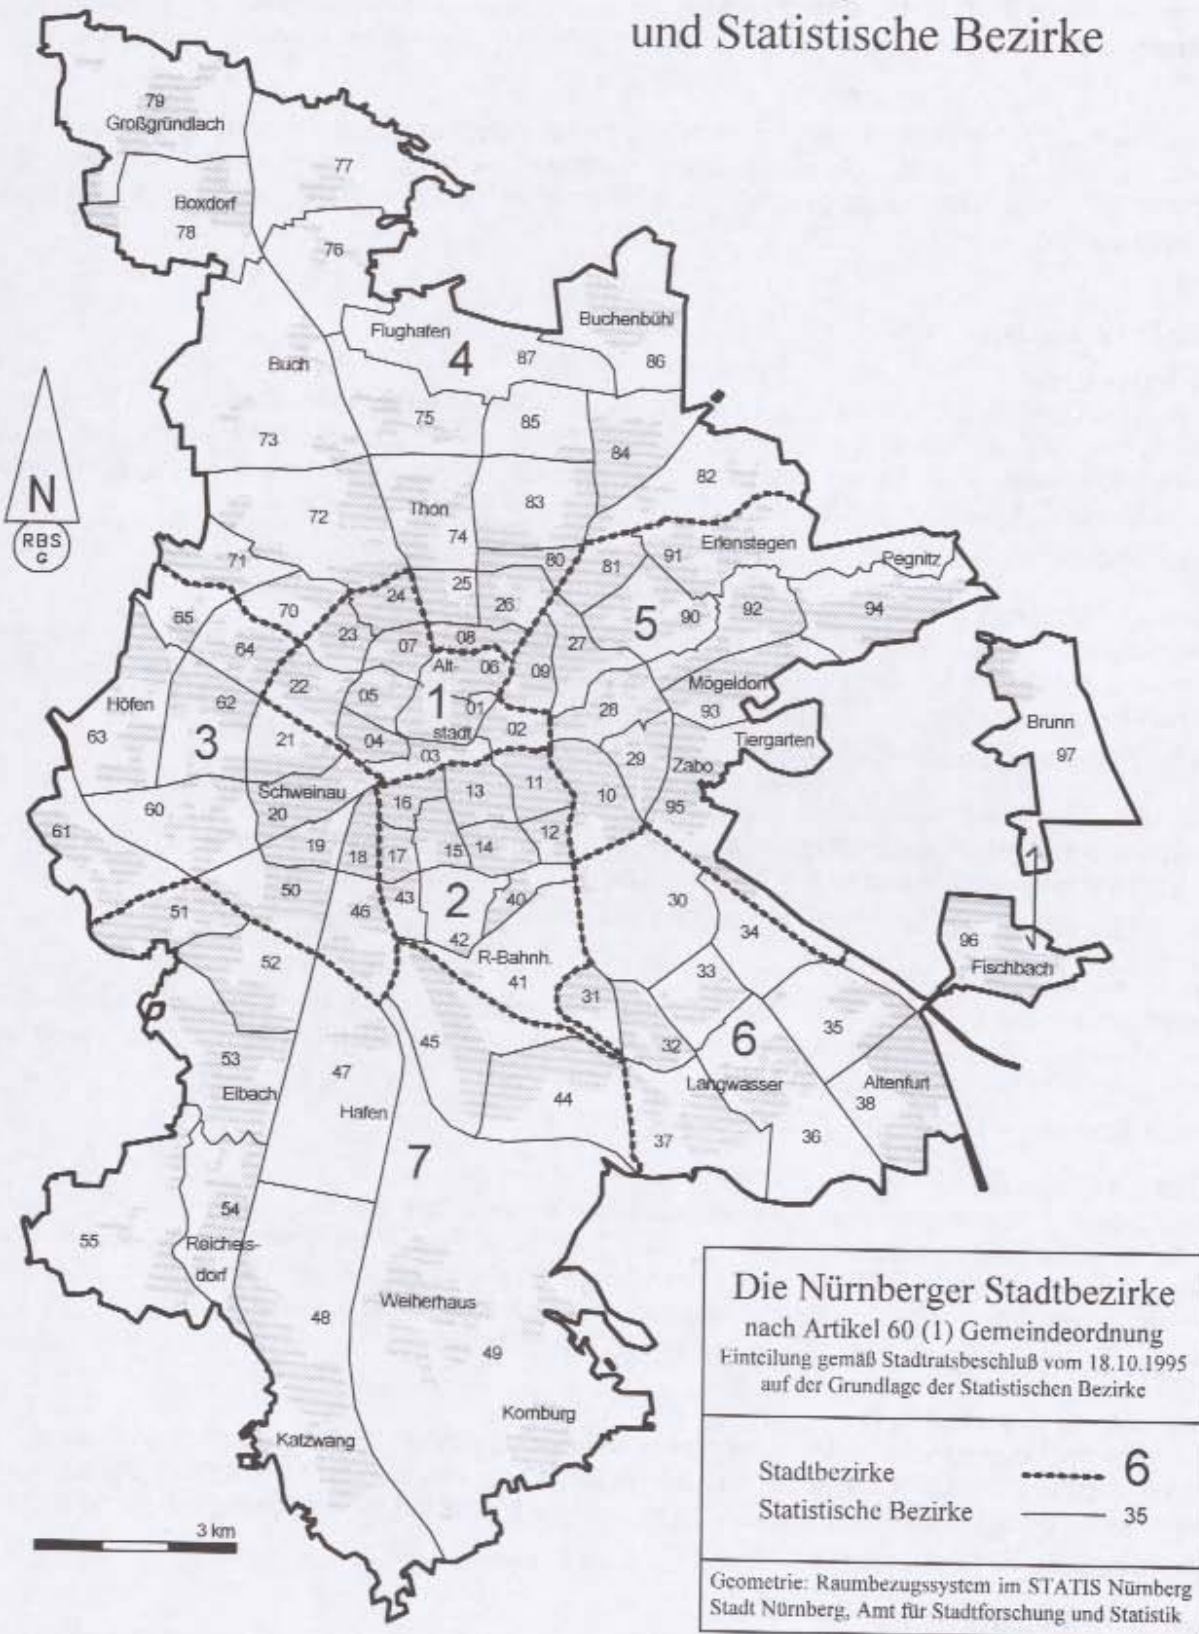 und Statistische Bezirke
79
Großgründlach
77
Boxdorf
78
76
Flughafen
Buchenbühl
4
87
86
Buch
75
85
73
84
82
N
RBS
G
72
Thon
83
74
71
80
81
91
Erlenstegen
Pegnitz
24
25
26
65
70
23
5
90
92
94
64
07
08
27
Alt-
06
09
22
05
1
01
stadt
02
28
Mögeldorf
93
Höfen
63
62
3
21
04
03
29
Zabo
Tiergarten
Brunn
97
Schweinau
60
20
16
13
11
10
95
61
19
18
17
15
14
12
1
50
43
2
40
30
51
46
42
34
96
Fischbach
52
R-Bahnh.
41
33
31
45
32
6
35
53
Eibach
47
Hafen
44
Langwasser
Altenfurt
38
7
37
36
54
55
Reichels-
dorf
48
Weiherhaus
49
Kornburg
Katzwang
3 km
Die Nürnberger Stadtbezirke
nach Artikel 60 (1) Gemeindeordnung
Einteilung gemäß Stadtratsbeschluß vom 18.10.1995
auf der Grundlage der Statistischen Bezirke
Stadtbezirke 6
Statistische Bezirke 35
Geometrie: Raumbezugssystem im STATIS Nürnberg
Stadt Nürnberg, Amt für Stadtforschung und Statistik